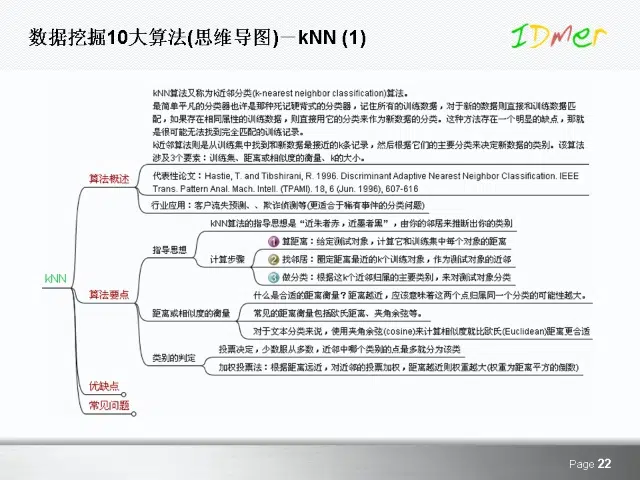 数据挖掘10大算法(思维导图)－kNN (1)
IDmer
kNN算法又称为k近邻分类(k-nearest neighbor classification)算法。
最简单平凡的分类器也许是那种死记硬背式的分类器，记住所有的训练数据，对于新的数据则直接和训练数据匹
配，如果存在相同属性的训练数据，则直接用它的分类来作为新数据的分类。这种方法存在一个明显的缺点，那就
是很可能无法找到完全匹配的训练记录。
k近邻算法则是从训练集中找到和新数据最接近的k条记录，然后根据它们的主要分类来决定新数据的类别。该算法
涉及3个主要因素：训练集、距离或相似的衡量、k的大小。
算法概述
代表性论文：Hastie, T. and Tibshirani, R. 1996. Discriminant Adaptive Nearest Neighbor Classification. IEEE
Trans. Pattern Anal. Mach. Intell. (TPAMI). 18, 6 (Jun. 1996), 607-616
行业应用：客户流失预测、、欺诈侦测等(更适合于稀有事件的分类问题)
kNN算法的指导思想是“近朱者赤，近墨者黑”，由你的邻居来推断出你的类别
指导思想
1 算距离：给定测试对象，计算它和训练集中每个对象的距离
计算步骤
2 找邻居：圈定距离最近的k个训练对象，作为测试对象的近邻
3 做分类：根据这k个近邻归属的主要类别，来对测试对象分类
kNN
算法要点
什么是合适的距离衡量？距离越近，应该意味着这两个点归属同一个分类的可能性越大。
距离或相似度的衡量
常见的距离衡量包括欧氏距离、夹角余弦等。
对于文本分类来说，使用夹角余弦(cosine)来计算相似度就比欧氏(Euclidean)距离更合适
类别的判定
投票决定，少数服从多数，近邻中哪个类别的点最多就分为该类
加权投票法：根据距离远近，对近邻的投票加权，距离越近则权重越大(权重为距离平方的倒数)
优缺点
常见问题
Page 22